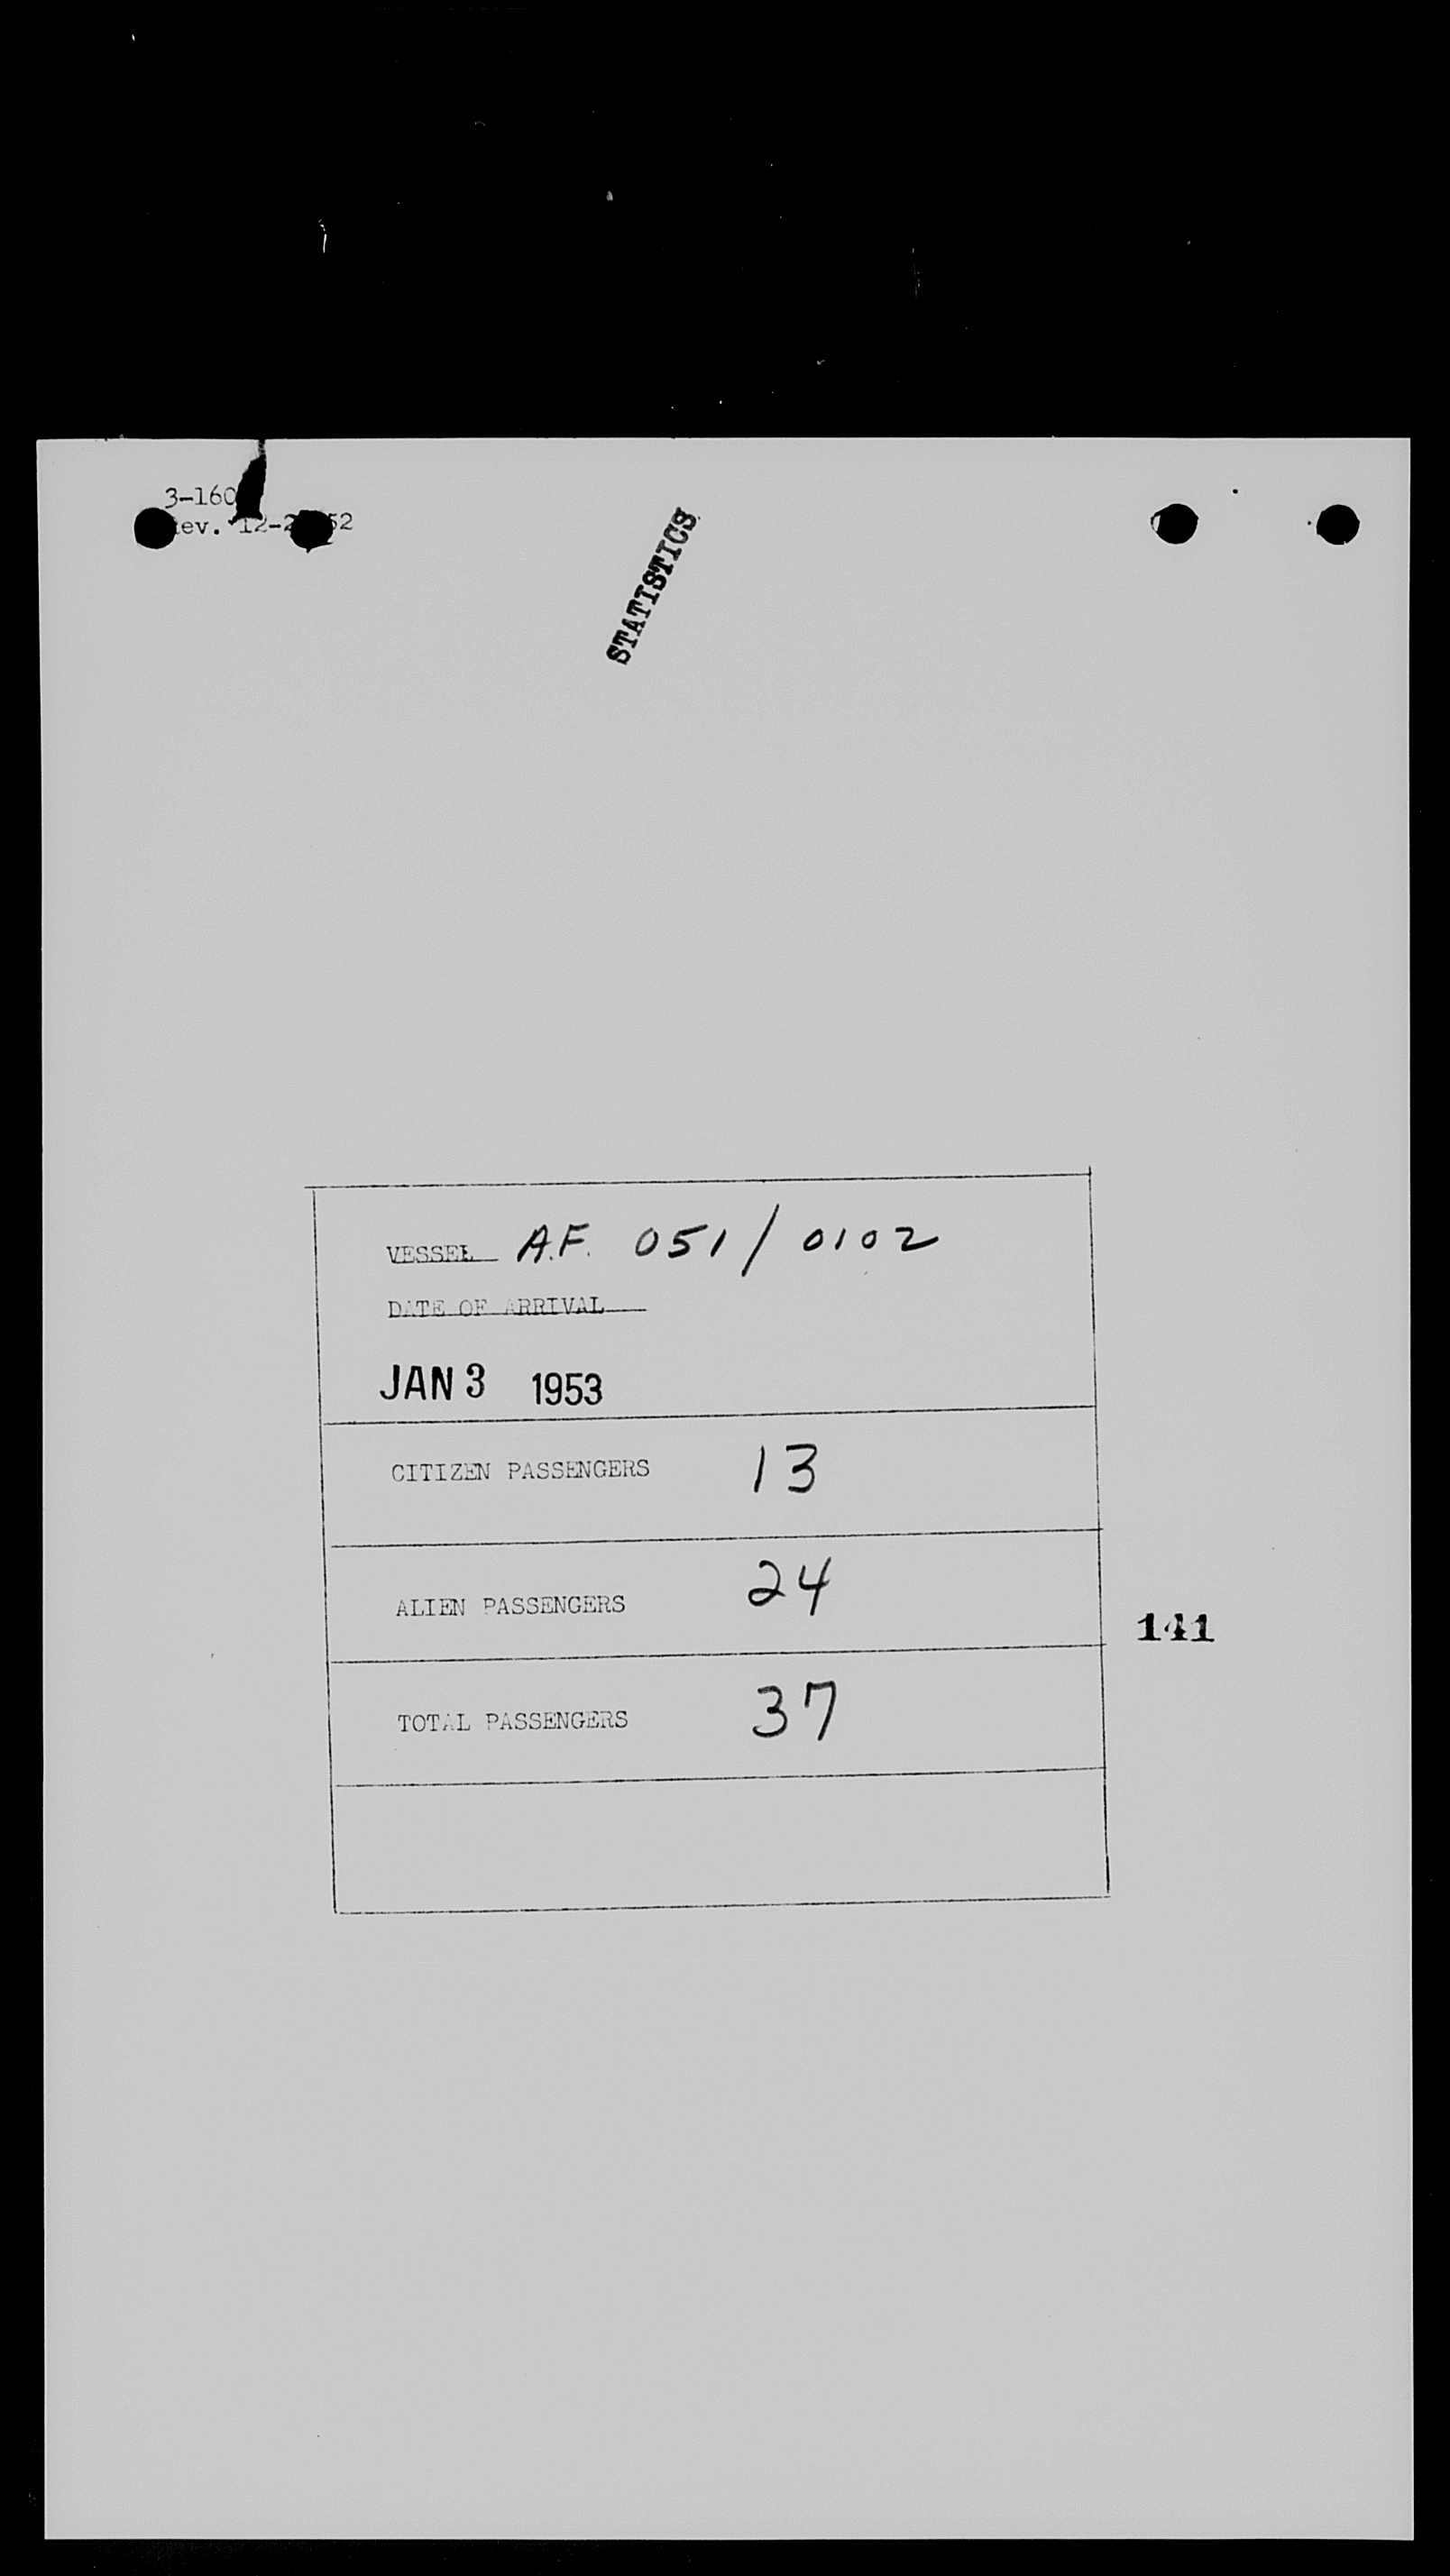 3-160
ev. 12-2 52
STATISTICS
VESSEL A.F. 051/0102
DATE OF ARRIVAL
JAN 3 1953
CITIZEN PASSENGERS 13
ALIEN PASSENGERS 24
141
TOTAL PASSENGERS 37